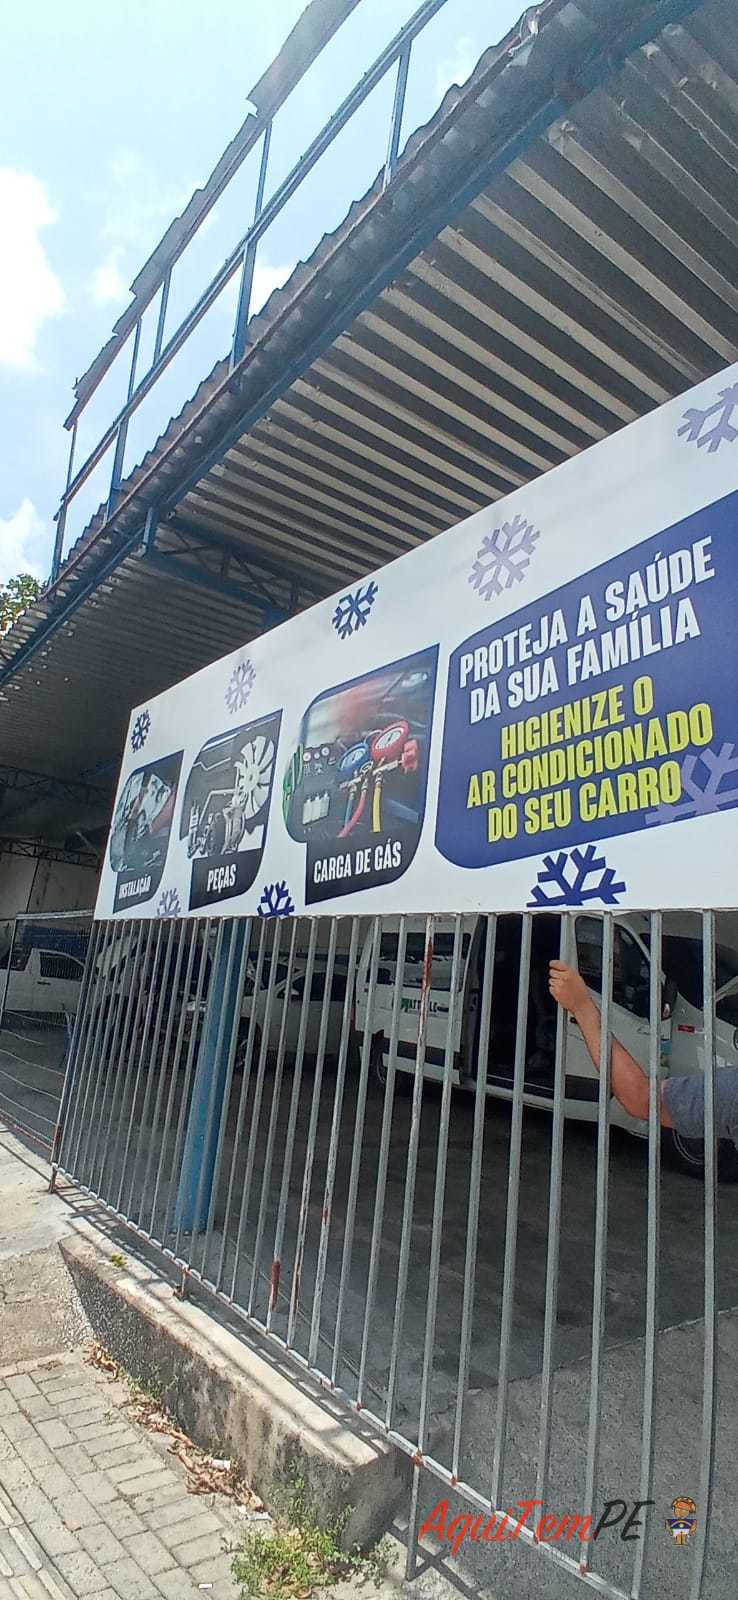 PROTEJA A SAÚDE
DA SUA FAMÍLIA
HIGIENIZE O
AR CONDICIONADO
DO SEU CARRO
INSTALAÇÃO
PEÇAS
CARGA DE GÁS
AquiTemPE